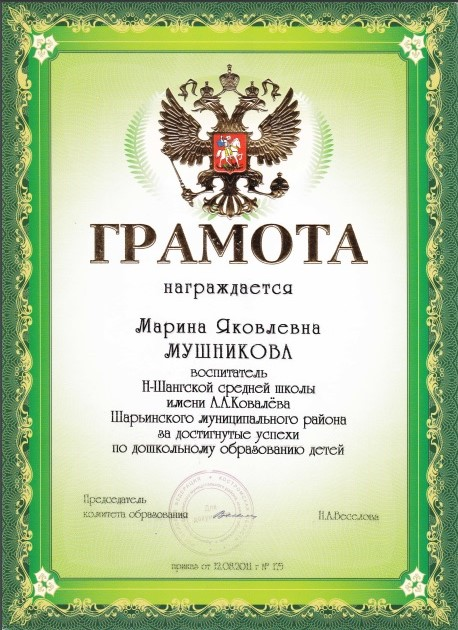 ГРАМОТА
награждается
Марина Яковлевна
МУШНИКОВА
воспитатель
Н-Шангской средней школы
имени А.А.Ковалёва
Шарьинского муниципального района
за достигнутые успехи
по дошкольному образованию детей
Председатель
комитета образования
Н.А.Веселова
приказ от 12.08.2011 г № 175